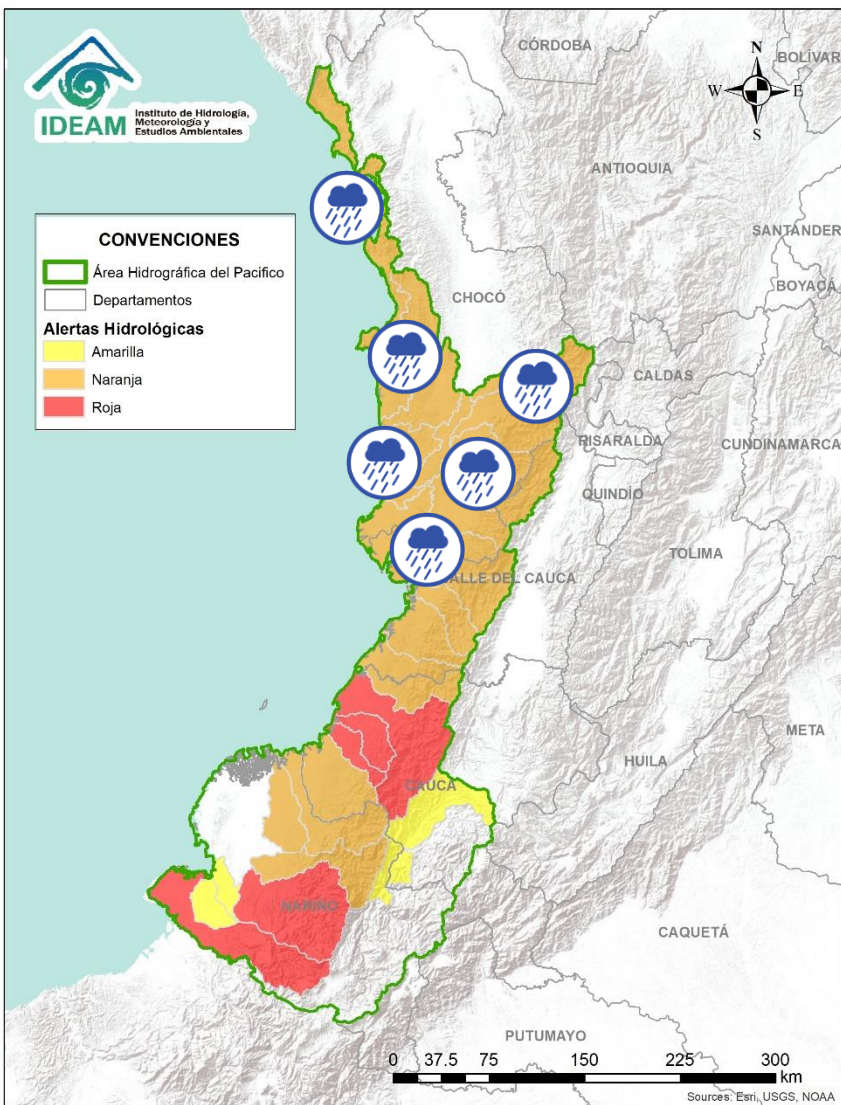 IDEAM
Instituto de Hidrología,
Meteorología y
Estudios Ambientales
CÓRDOBA
BOLÍVAR
N
W
E
S
ANTIOQUIA
SANTANDER
BOYACÁ
CHOCÓ
CONVENCIONES
Área Hidrográfica del Pacifico
Departamentos
Alertas Hidrológicas
Amarilla
Naranja
Roja
CALDAS
RISARALDA
CUNDINAMARCA
QUINDÍO
TOLIMA
VALLE DEL CAUCA
META
HUILA
CAUCA
NARIÑO
CAQUETÁ
PUTUMAYO
0 37.5 75 150 225 300
km
Sources: Esri, USGS, NOAA